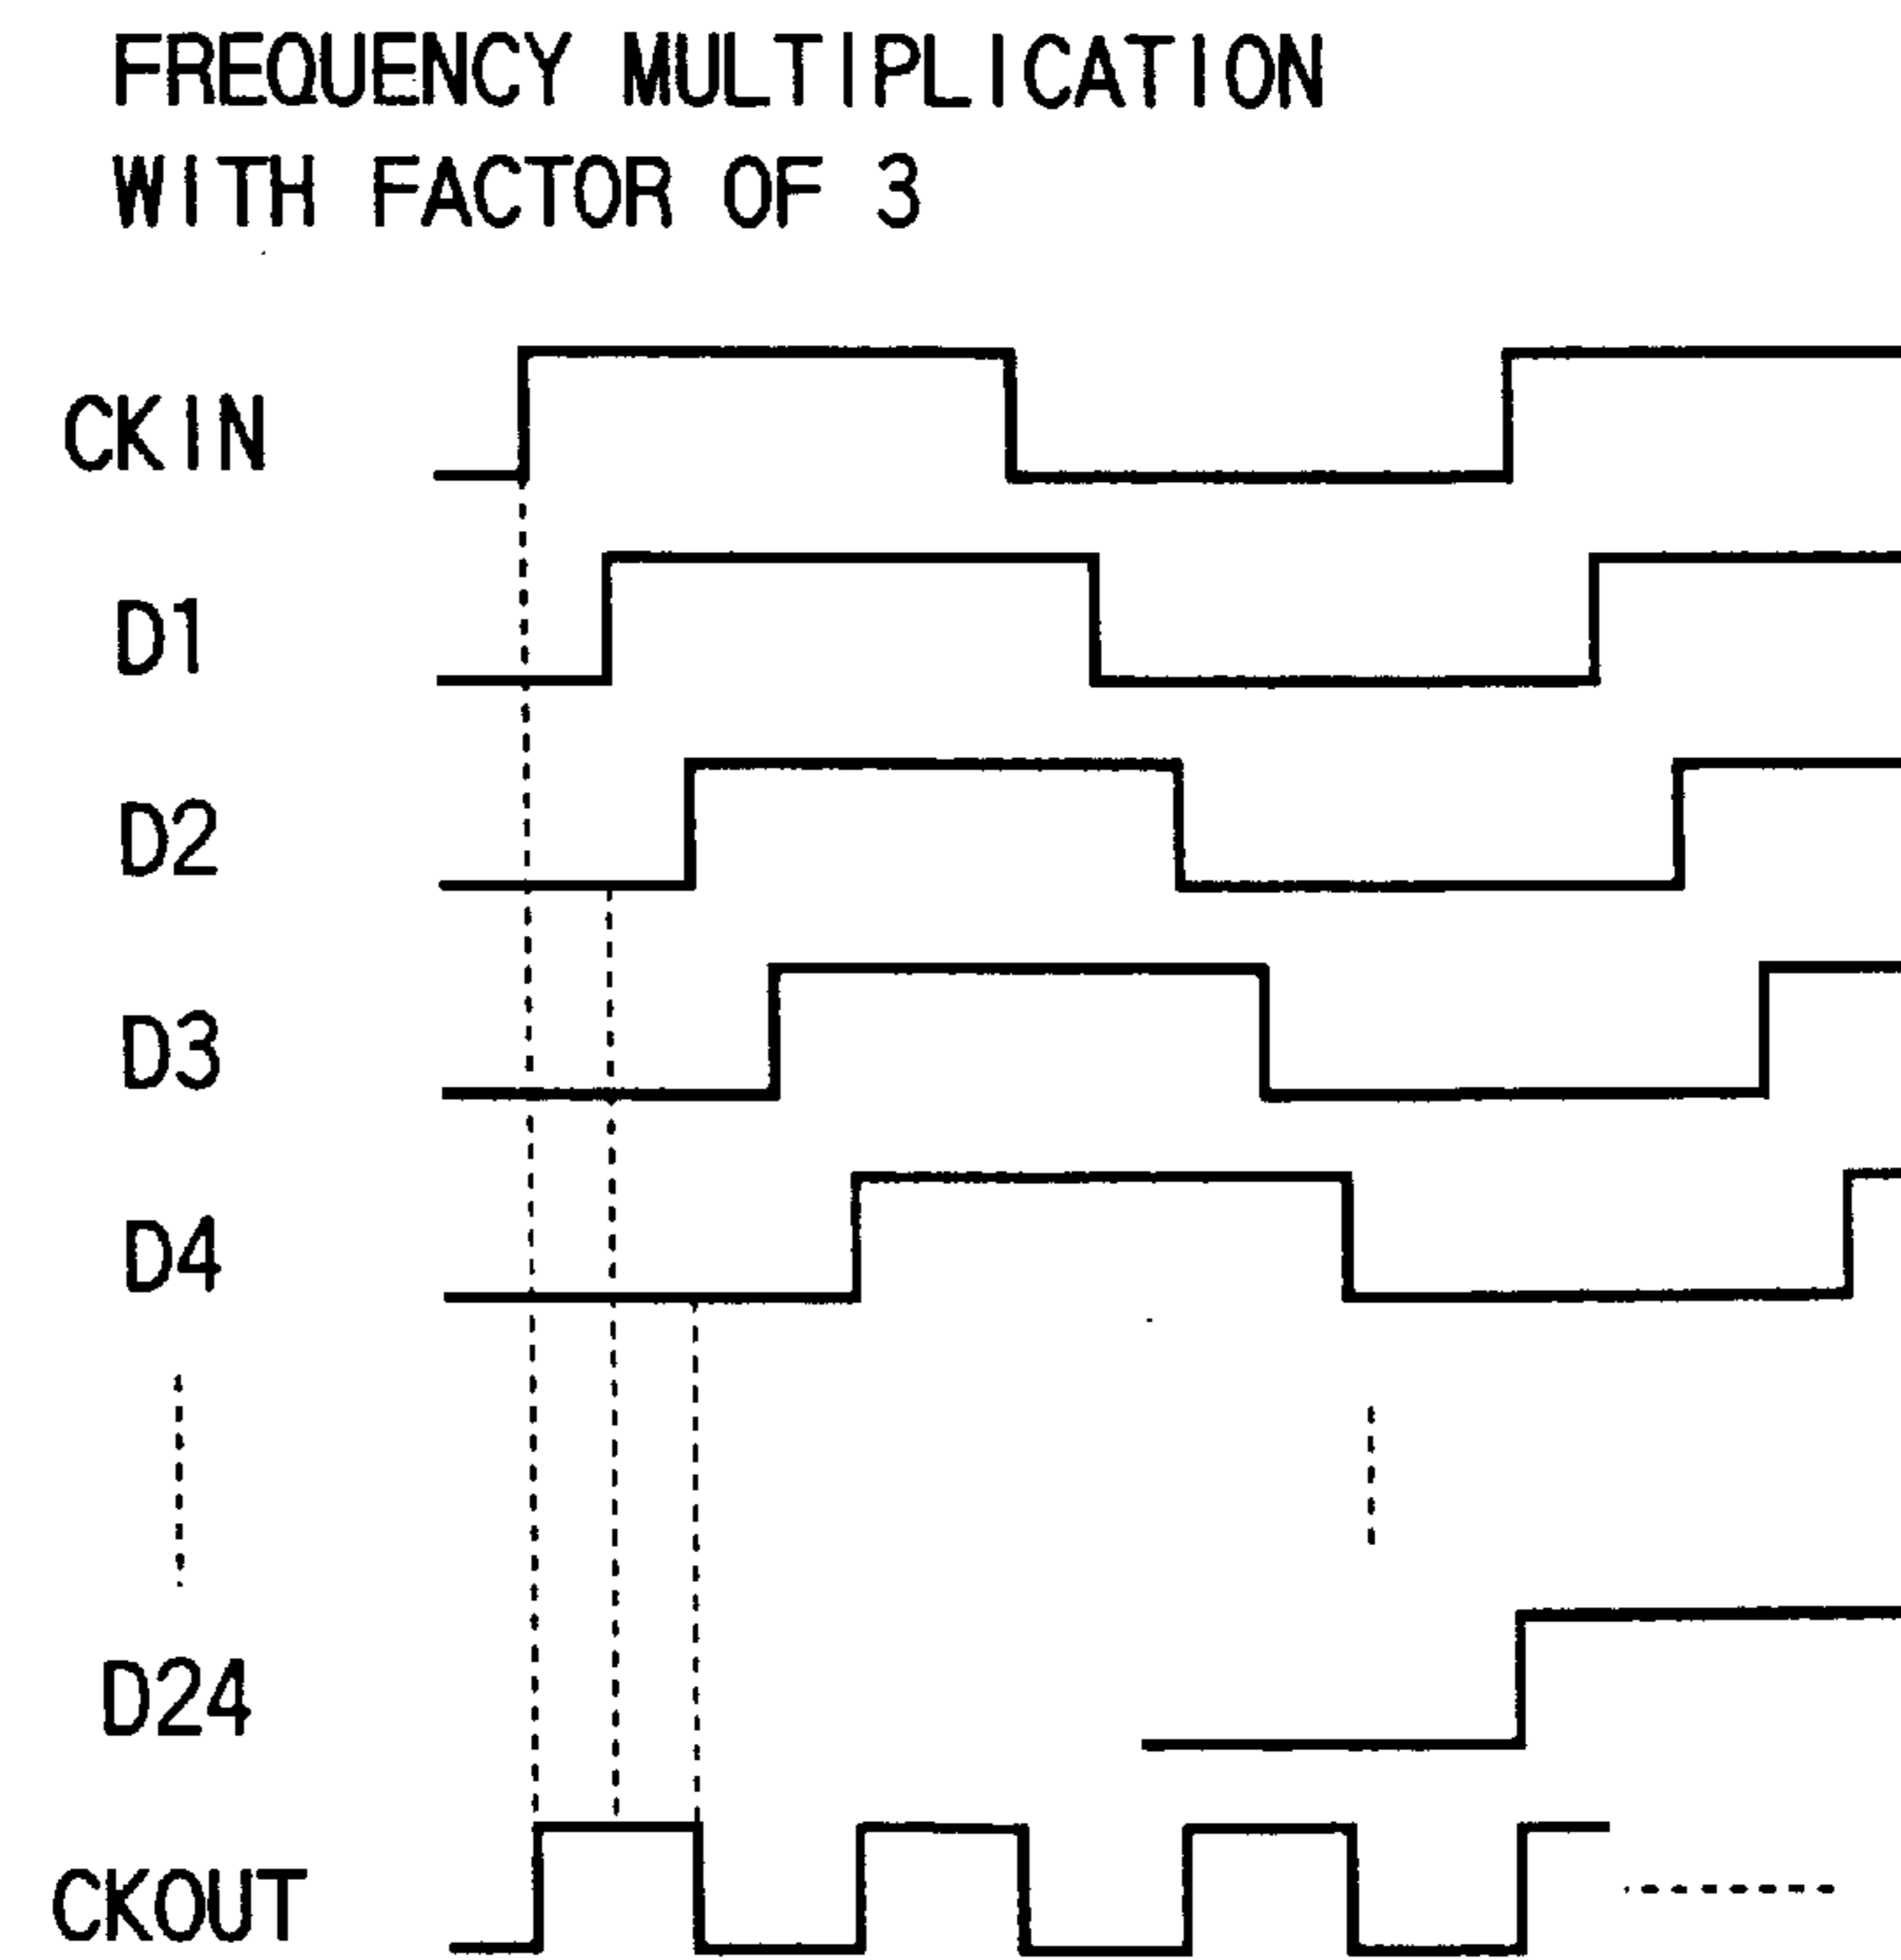 FREQUENCY MULTIPLICATION
WITH FACTOR OF 3
CKIN
D1
D2
D3
D4
D24
CKOUT